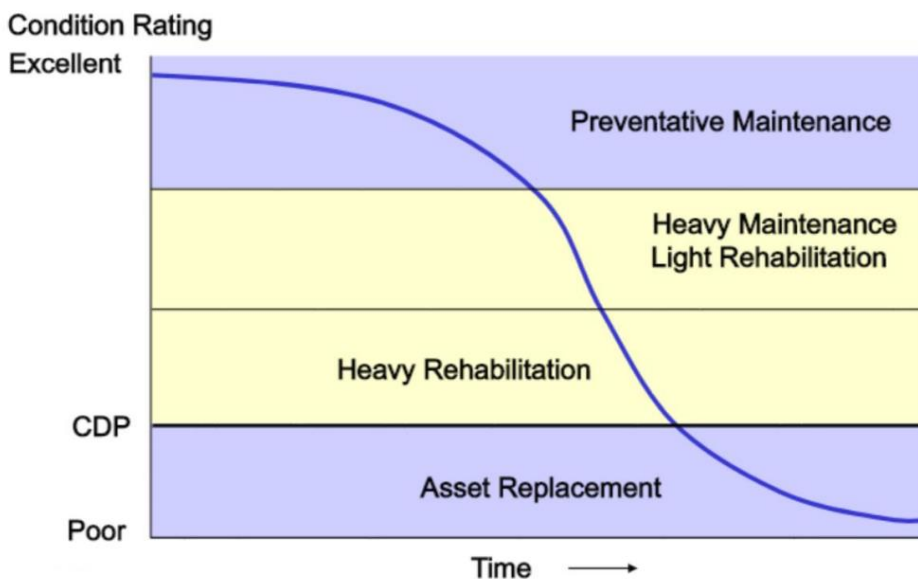 Condition Rating
Excellent
Preventative Maintenance
Heavy Maintenance
Light Rehabilitation
Heavy Rehabilitation
CDP
Asset Replacement
Poor
Time